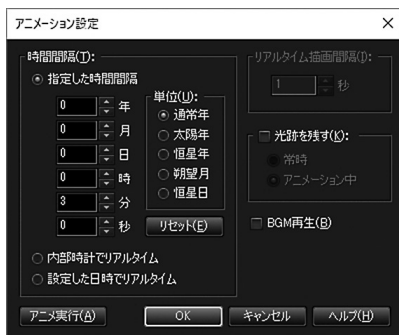 アニメーション設定
時間間隔(T):
指定した時間間隔
0 年
0 月
0 日
0 時
3 分
0 秒
単位(U):
通常年
太陽年
恒星年
朔望月
恒星日
リセット(E)
内部時計でリアルタイム
設定した日時でリアルタイム
リアルタイム描画間隔(I):
1 秒
光跡を残す(K):
常時
アニメーション中
BGM再生(B)
アニメ実行(A)
OK
キャンセル
ヘルプ(H)